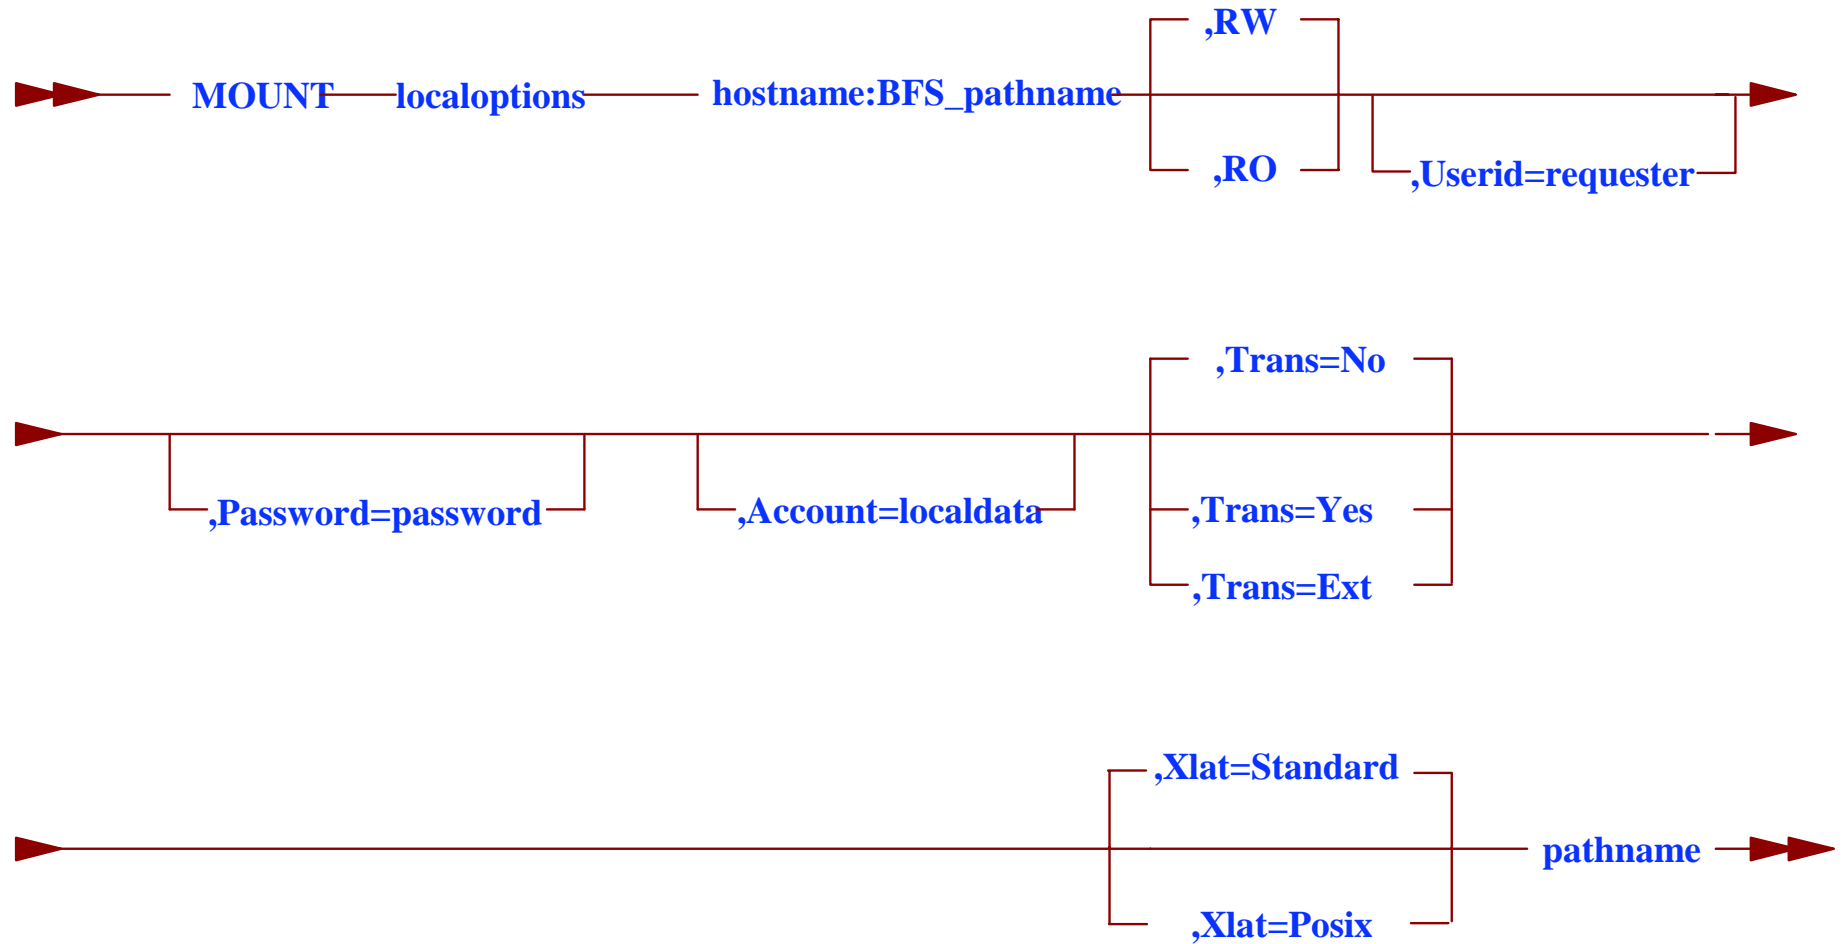 ,RW
MOUNT localoptions hostname:BFS_pathname
,RO
,Userid=requester
,Trans=No
,Password=password ,Account=localdata ,Trans=Yes
,Trans=Ext
,Xlat=Standard
pathname
,Xlat=Posix